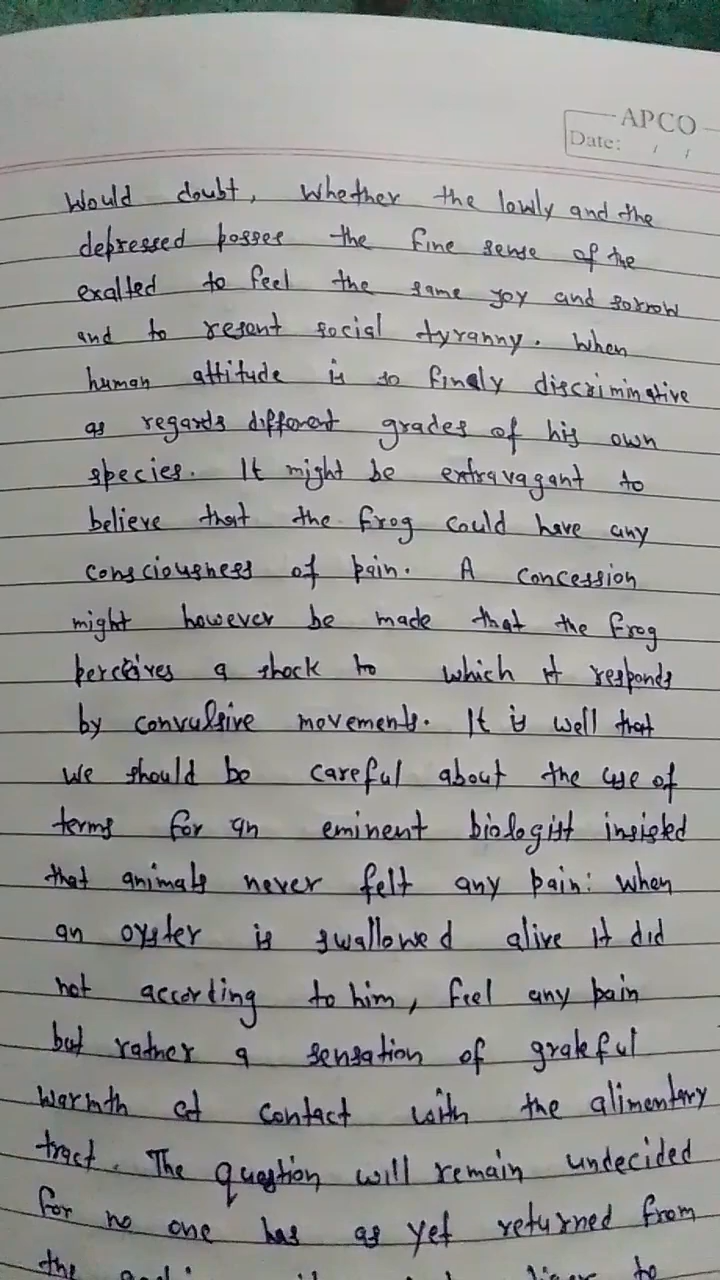 APCO
Date: / /
Would doubt, Whether the lowly and the
depressed posses the fine sense of the
exalted to feel the same joy and sorrow
and to resent social tyranny. When
human attitude is so finely discriminative
as regards different grades of his own
species. It might be extravagant to
believe that the frog could have any
consciousness of pain. A concession
might however be made that the frog
perceives a shock to which it responds
by convulsive movements. It is well that
we should be careful about the use of
terms for an eminent biologist insisted
that animals never felt any pain: when
an oyster is swallowed alive it did
not according to him, feel any pain
but rather a sensation of grateful
warmth at contact with the alimentary
tract. The question will remain undecided
for no one has as yet returned from
the to